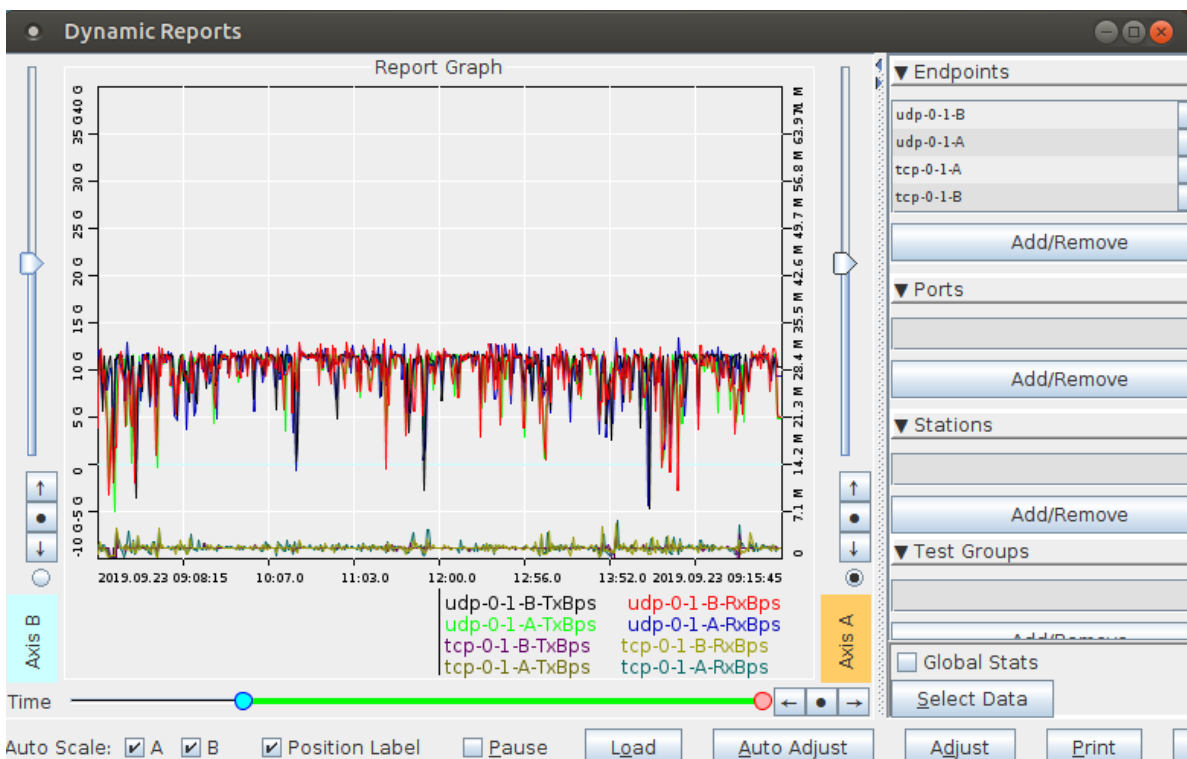 Dynamic Reports
Report Graph
40 G
35 G
30 G
25 G
20 G
15 G
10 G
5 G
0
-5 G
-10 G
63.9 M
56.8 M
49.7 M
42.6 M
35.5 M
28.4 M
21.3 M
14.2 M
7.1 M
0
2019.09.23 09:08:15 10:07.0 11:03.0 12:00.0 12:56.0 13:52.0 2019.09.23 09:15:45
udp-0-1-B-TxBps udp-0-1-B-RxBps
udp-0-1-A-TxBps udp-0-1-A-RxBps
tcp-0-1-B-TxBps tcp-0-1-B-RxBps
tcp-0-1-A-TxBps tcp-0-1-A-RxBps
Axis B
Axis A
Time
▼ Endpoints
udp-0-1-B
udp-0-1-A
tcp-0-1-A
tcp-0-1-B
Add/Remove
▼ Ports
Add/Remove
▼ Stations
Add/Remove
▼ Test Groups
Add/Remove
Global Stats
Select Data
Auto Scale: A B Position Label Pause Load Auto Adjust Adjust Print